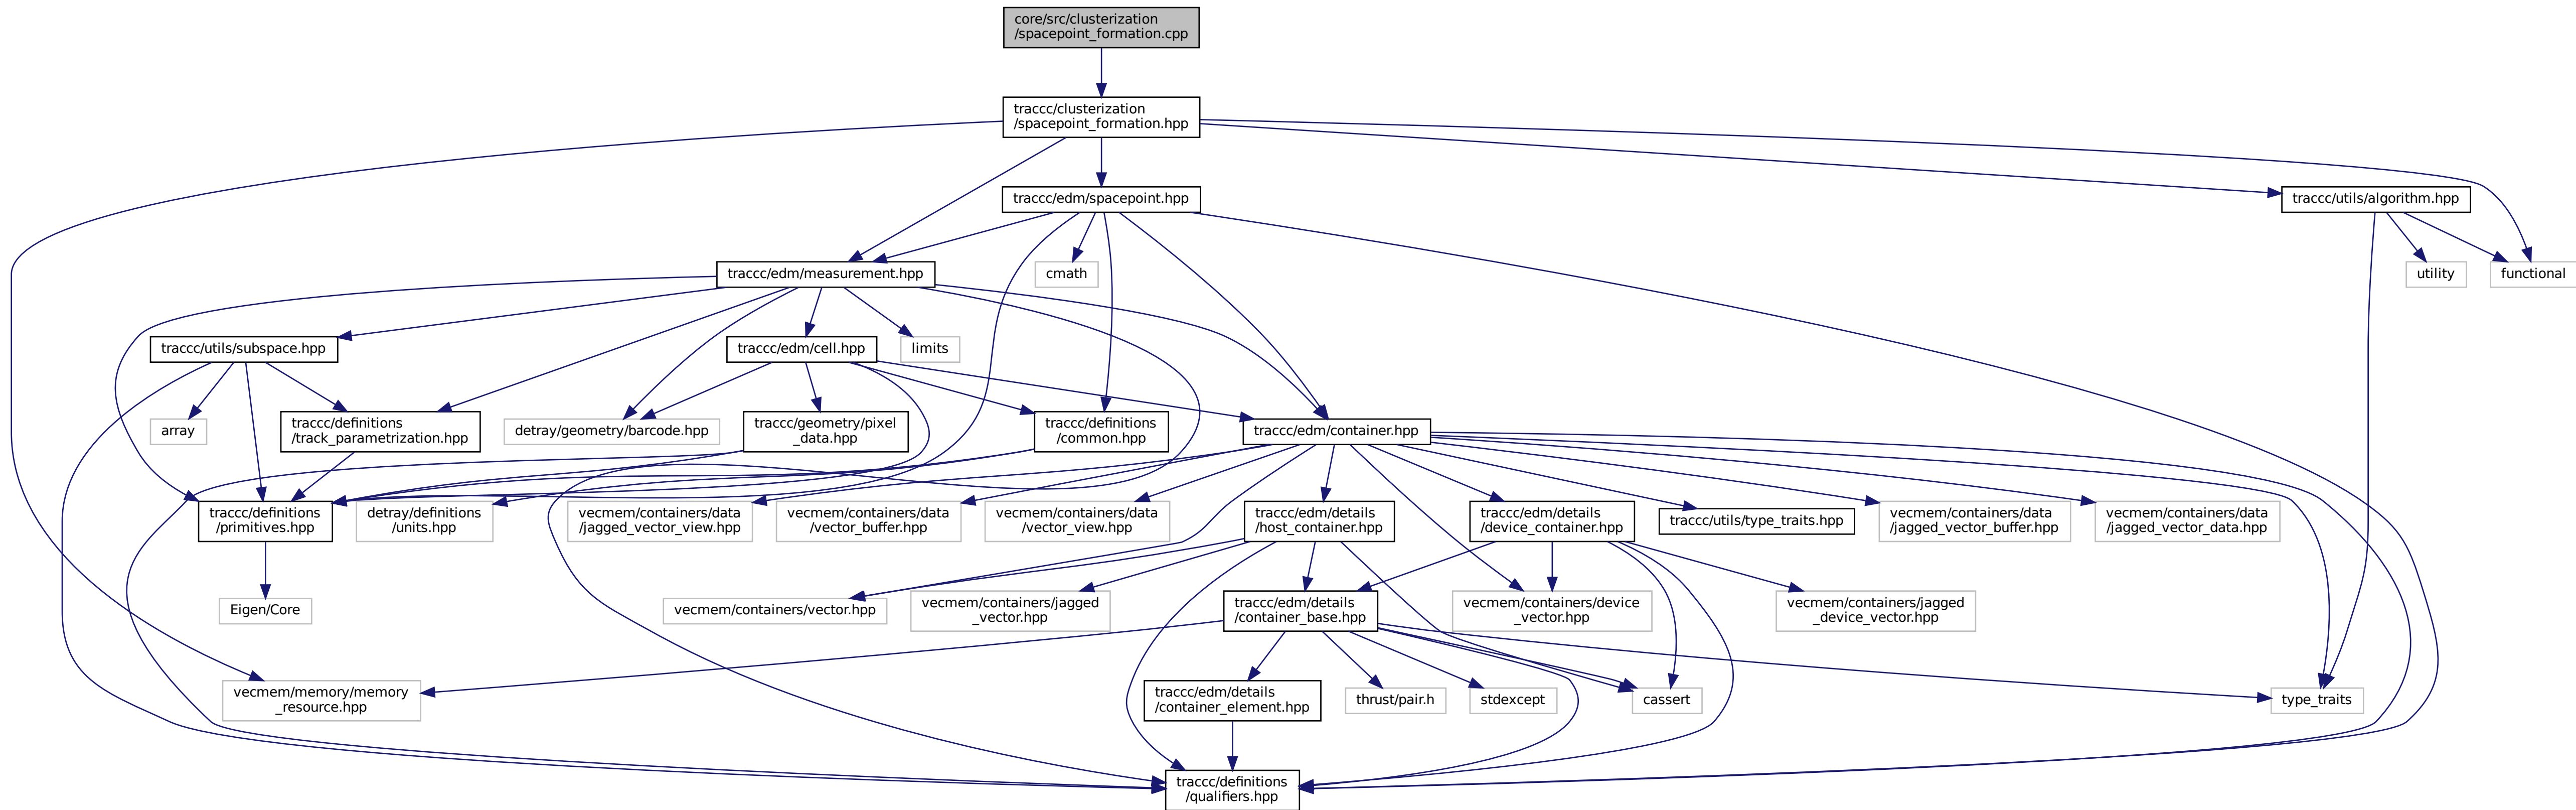 core/src/clusterization
/spacepoint_formation.cpp
traccc/clusterization
/spacepoint_formation.hpp
traccc/edm/spacepoint.hpp
traccc/utils/algorithm.hpp
traccc/edm/measurement.hpp
cmath
utility
functional
traccc/utils/subspace.hpp
traccc/edm/cell.hpp
limits
array
traccc/definitions
/track_parametrization.hpp
detray/geometry/barcode.hpp
traccc/geometry/pixel
_data.hpp
traccc/definitions
/common.hpp
traccc/edm/container.hpp
traccc/definitions
/primitives.hpp
detray/definitions
/units.hpp
vecmem/containers/data
/jagged_vector_view.hpp
vecmem/containers/data
/vector_buffer.hpp
vecmem/containers/data
/vector_view.hpp
traccc/edm/details
/host_container.hpp
traccc/edm/details
/device_container.hpp
traccc/utils/type_traits.hpp
vecmem/containers/data
/jagged_vector_buffer.hpp
vecmem/containers/data
/jagged_vector_data.hpp
Eigen/Core
vecmem/containers/vector.hpp
vecmem/containers/jagged
_vector.hpp
traccc/edm/details
/container_base.hpp
vecmem/containers/device
_vector.hpp
vecmem/containers/jagged
_device_vector.hpp
vecmem/memory/memory
_resource.hpp
traccc/edm/details
/container_element.hpp
thrust/pair.h
stdexcept
cassert
type_traits
traccc/definitions
/qualifiers.hpp